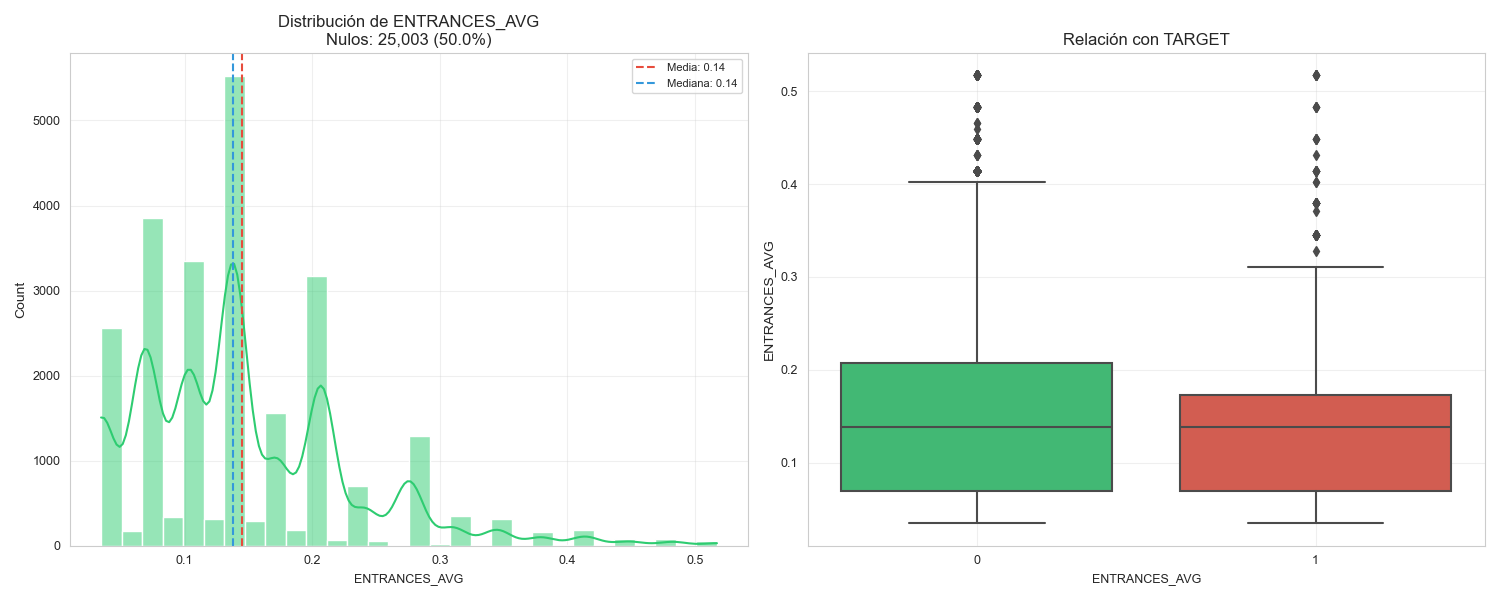 Distribución de ENTRANCES_AVG
Nulos: 25,003 (50.0%)
Media: 0.14
Mediana: 0.14
Count
5000
4000
3000
2000
1000
0
0.1
0.2
0.3
0.4
0.5
ENTRANCES_AVG
Relación con TARGET
ENTRANCES_AVG
0.5
0.4
0.3
0.2
0.1
0
1
ENTRANCES_AVG